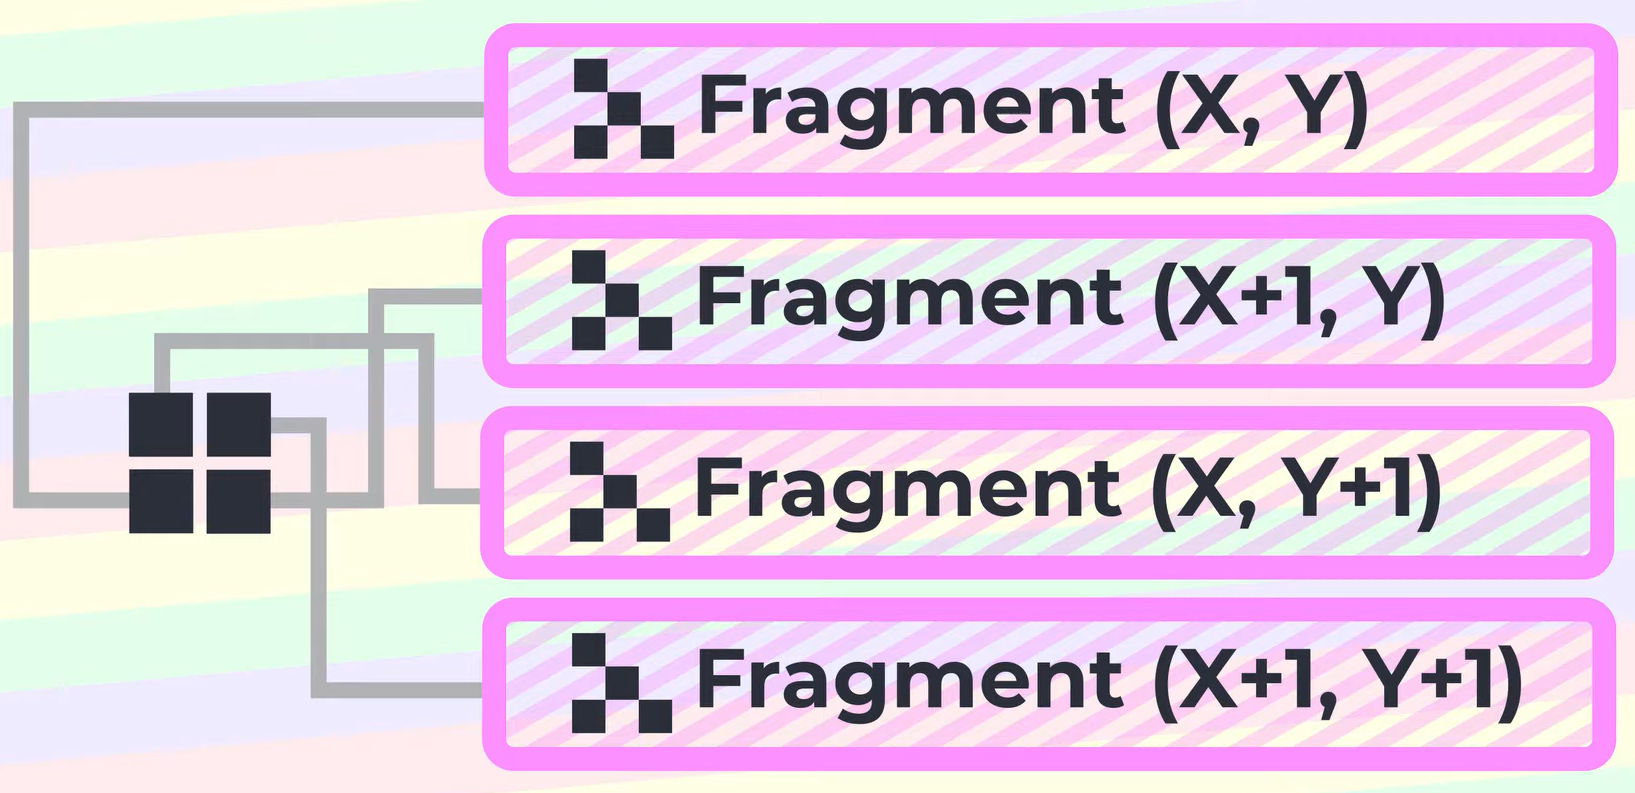 Fragment (X, Y)
Fragment (X+1, Y)
Fragment (X, Y+1)
Fragment (X+1, Y+1)